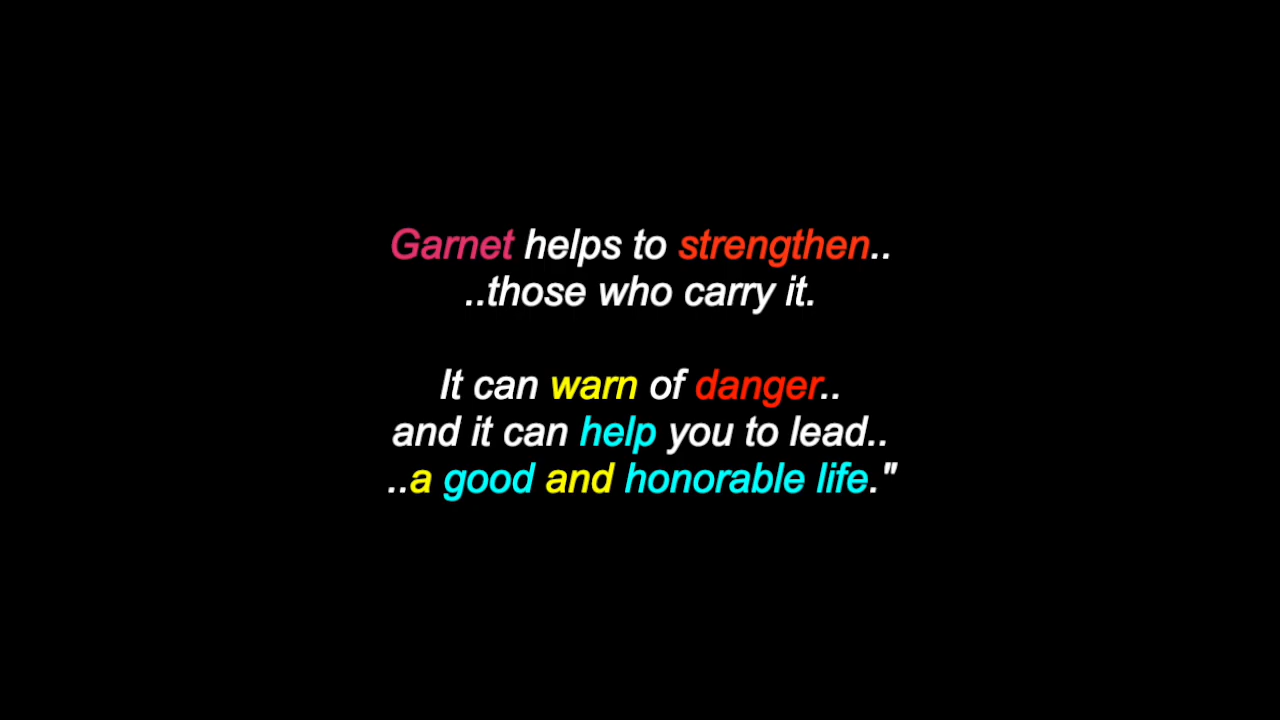 Garnet helps to strengthen..
..those who carry it.
It can warn of danger..
and it can help you to lead..
..a good and honorable life."